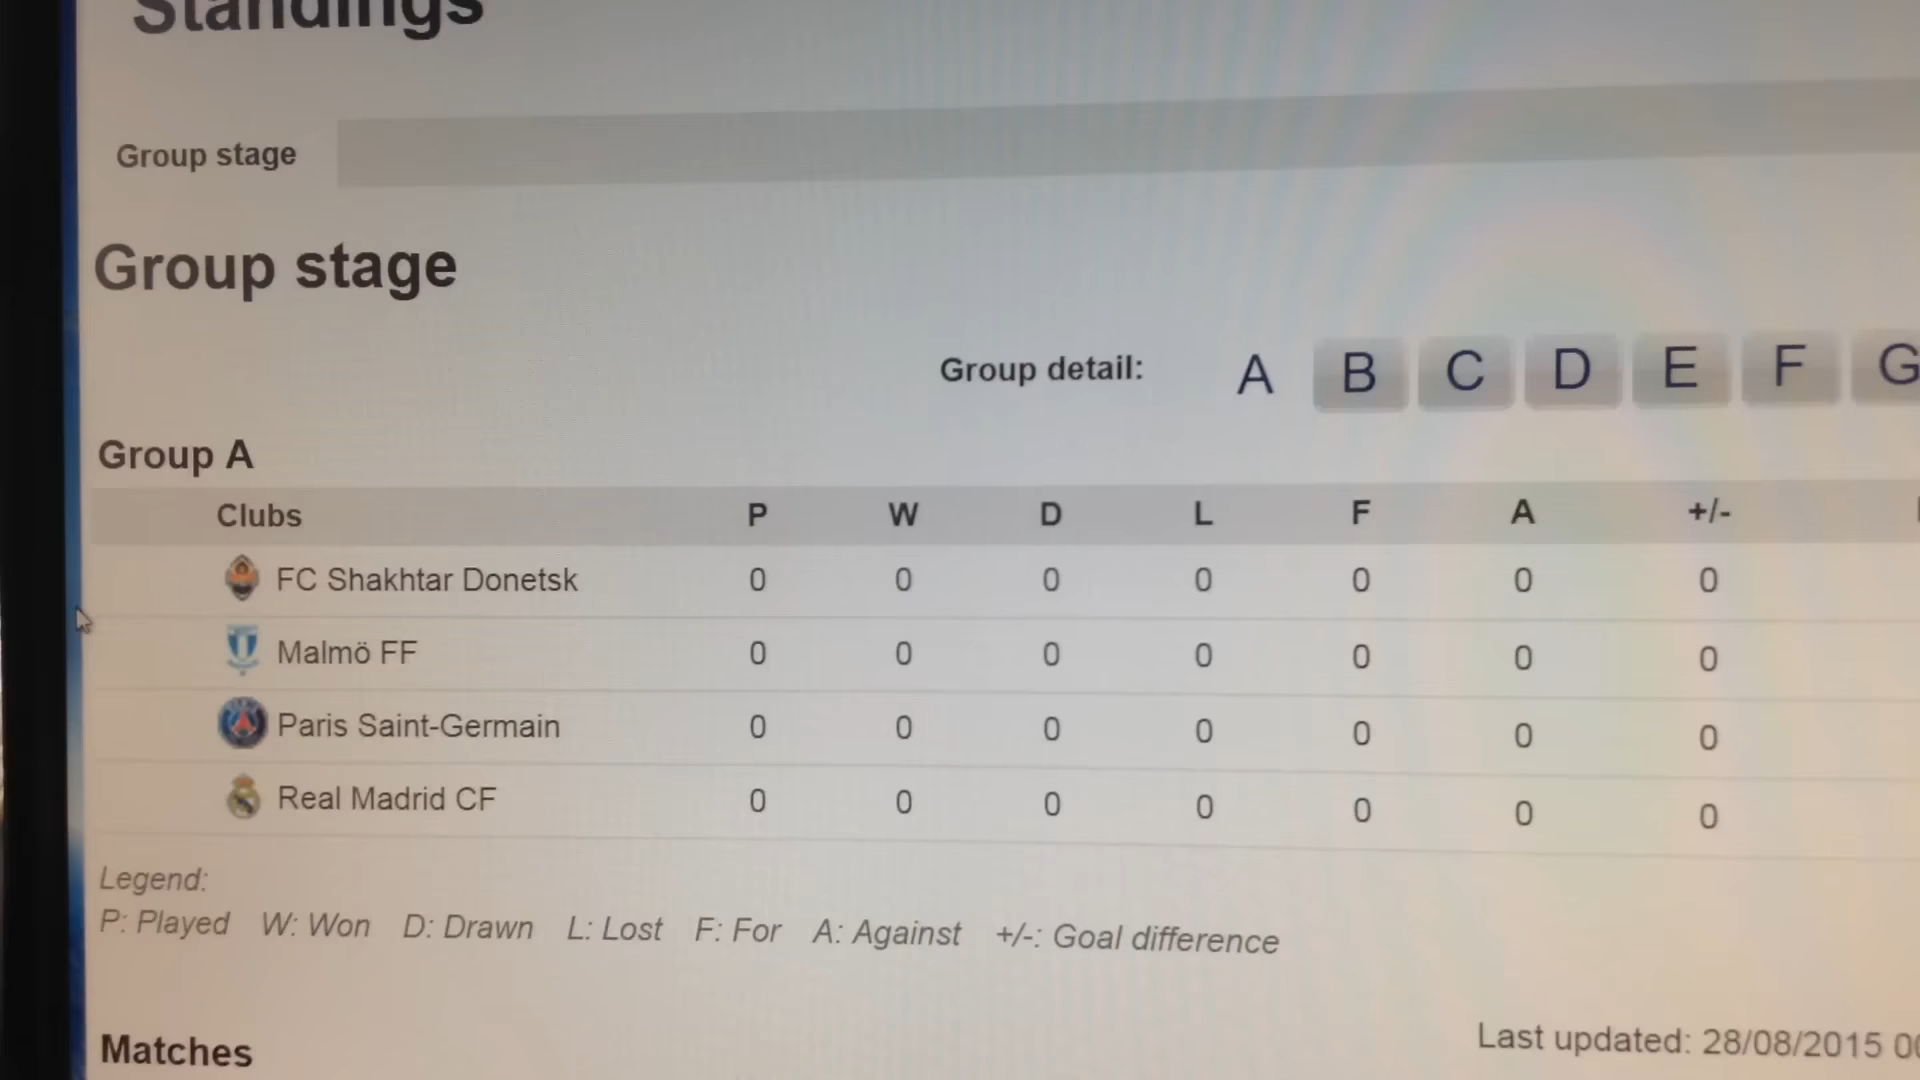 Standings
Group stage
Group stage
Group detail: A B C D E F G
Group A
Clubs P W D L F A +/-
FC Shakhtar Donetsk 0 0 0 0 0 0 0
Malmö FF 0 0 0 0 0 0 0
Paris Saint-Germain 0 0 0 0 0 0 0
Real Madrid CF 0 0 0 0 0 0 0
Legend:
P: Played W: Won D: Drawn L: Lost F: For A: Against +/-: Goal difference
Matches
Last updated: 28/08/2015